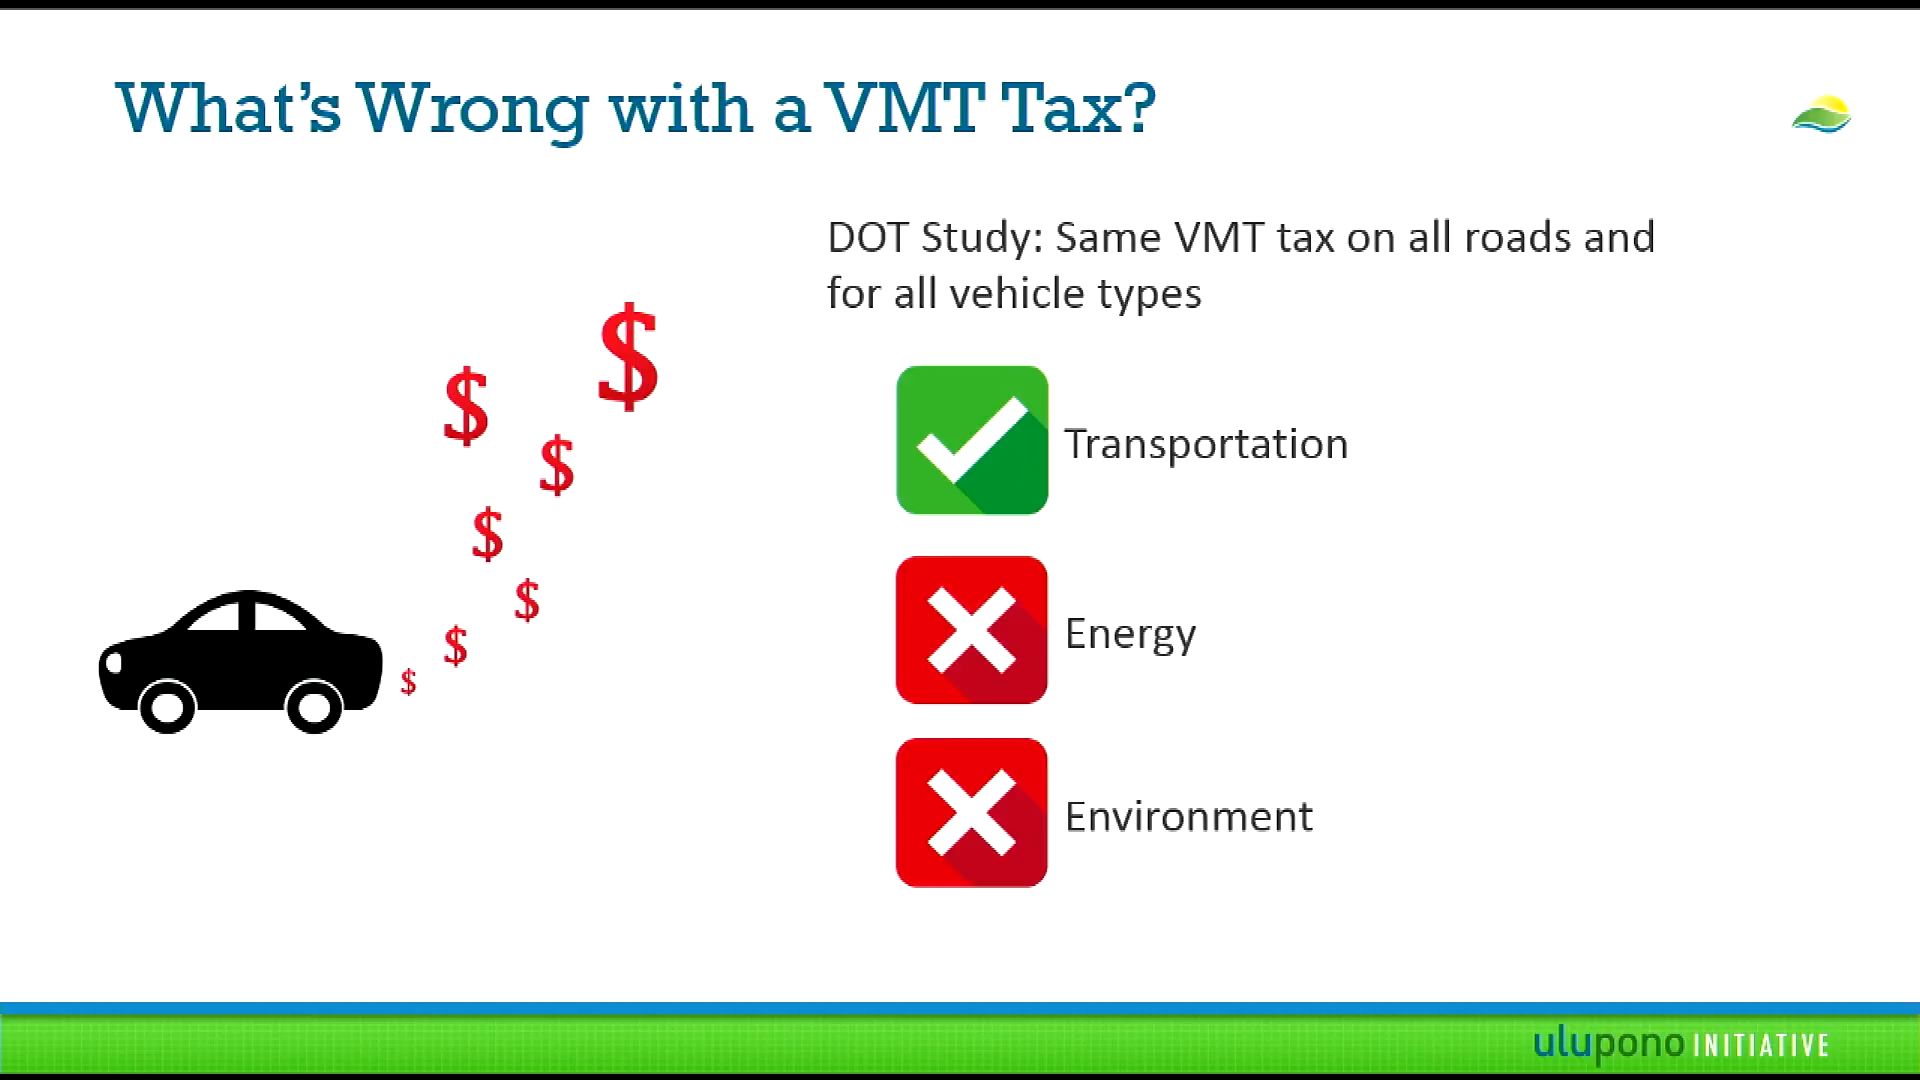 What's Wrong with a VMT Tax?
DOT Study: Same VMT tax on all roads and
for all vehicle types
$
$
$
$
$
$
$
Transportation
Energy
Environment
ulupono INITIATIVE